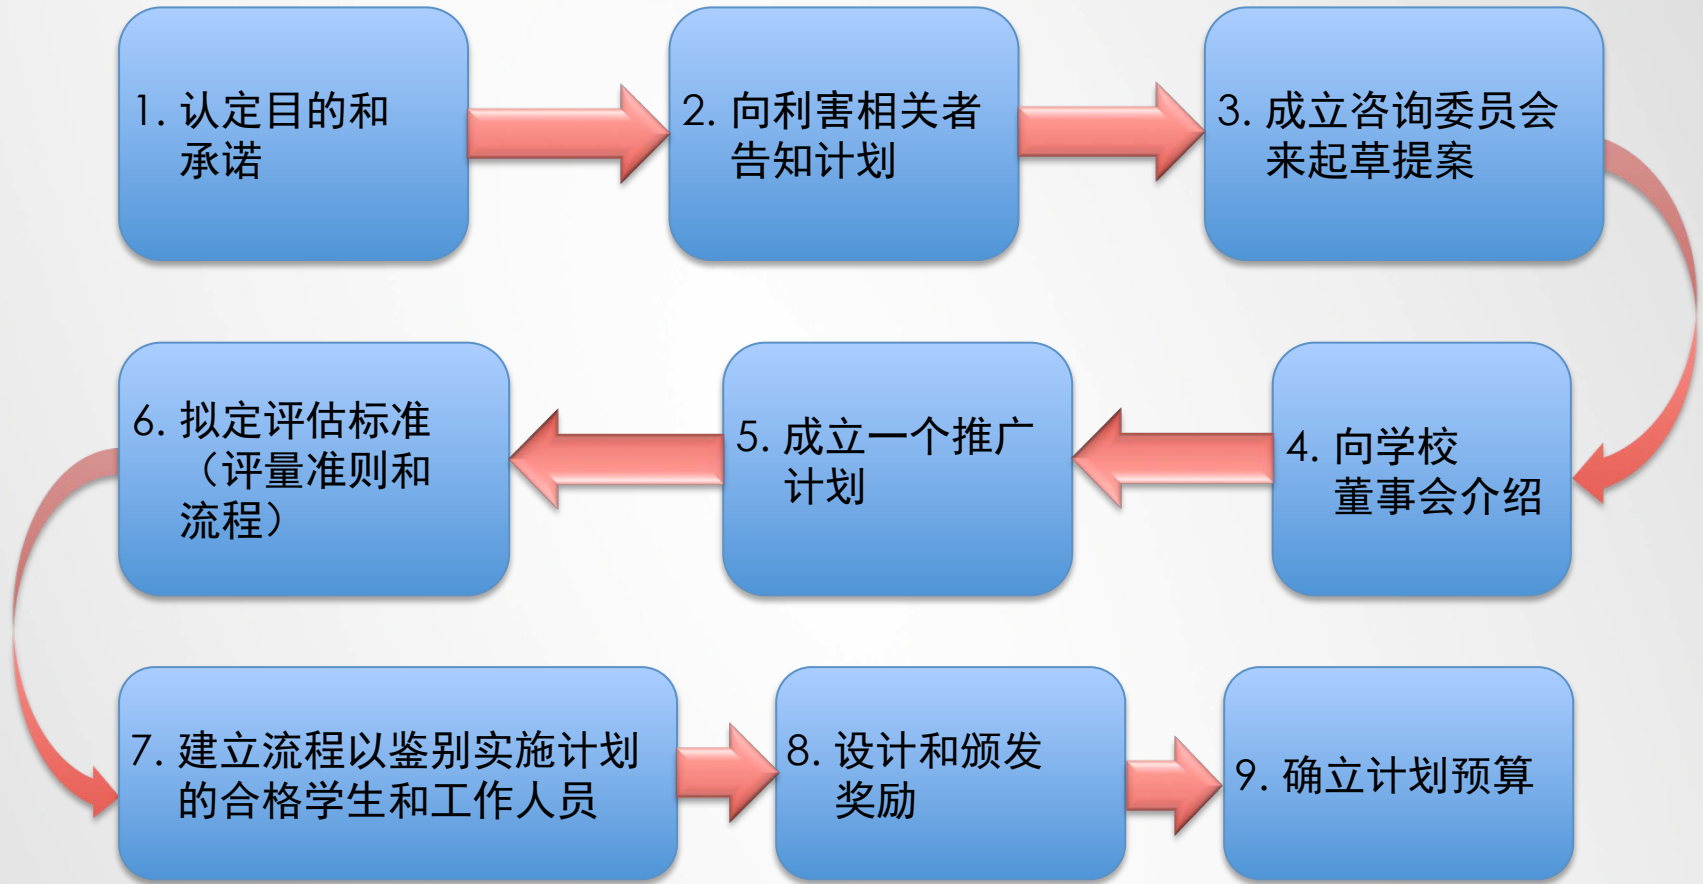 1. 认定目的和
承诺
2. 向利害相关者
告知计划
3. 成立咨询委员会
来起草提案
4. 向学校
董事会介绍
5. 成立一个推广
计划
6. 拟定评估标准
（评量准则和
流程）
7. 建立流程以鉴别实施计划
的合格学生和工作人员
8. 设计和颁发
奖励
9. 确立计划预算